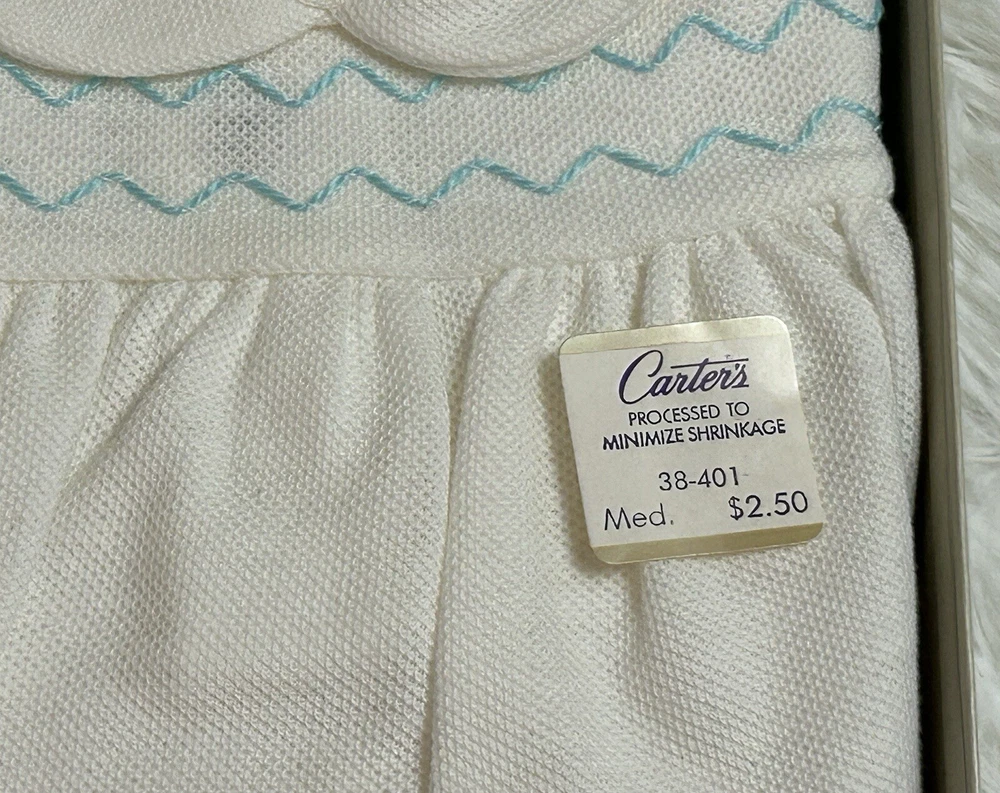 Carter's
PROCESSED TO
MINIMIZE SHRINKAGE
38-401
Med. $2.50